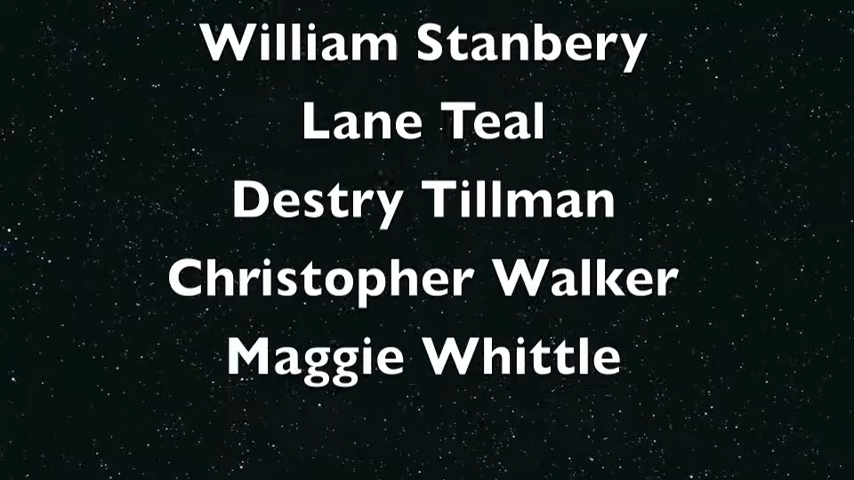 William Stanbery
Lane Teal
Destry Tillman
Christopher Walker
Maggie Whittle